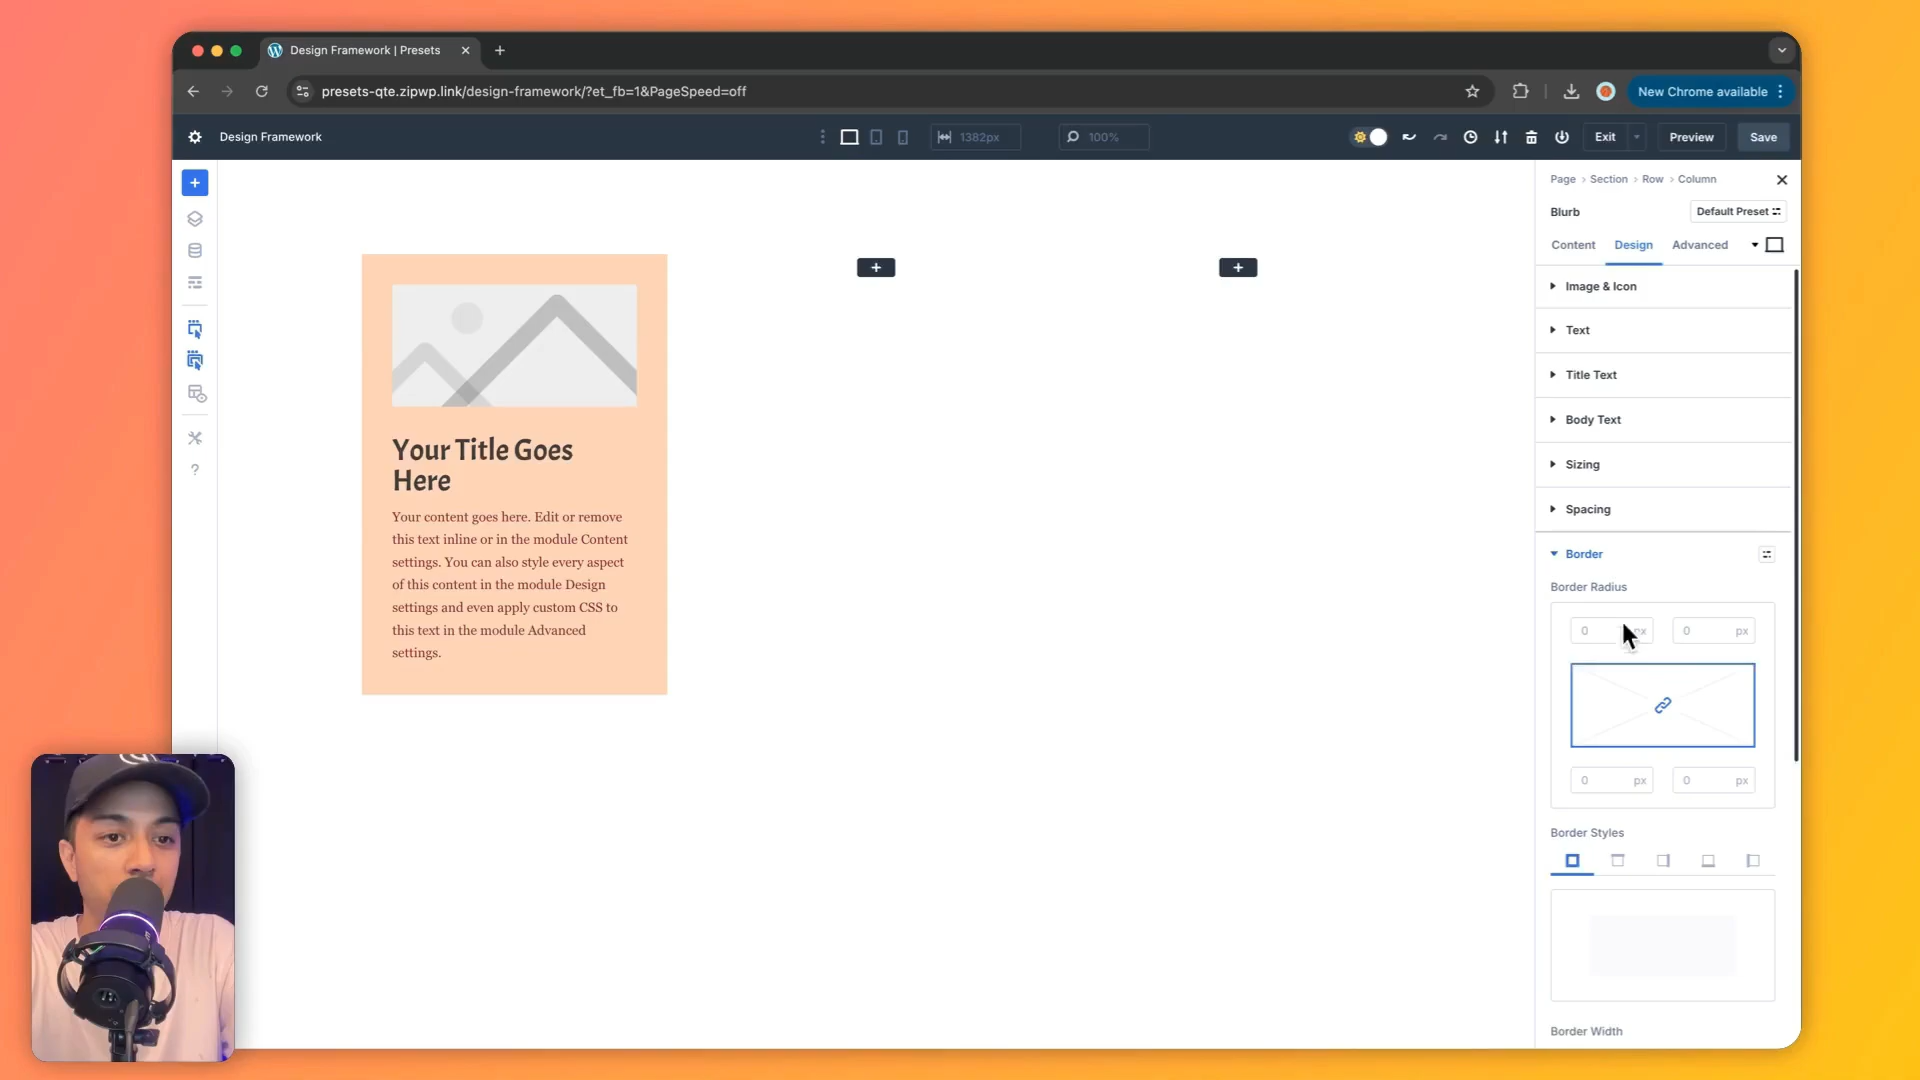 Design Framework | Presets
presets-qte.zipwp.link/design-framework/?et_fb=1&PageSpeed=off
New Chrome available
Design Framework
1382px
100%
Exit
Preview
Save
Page > Section > Row > Column
Blurb
Default Preset
Content
Design
Advanced
Image & Icon
Text
Title Text
Body Text
Sizing
Spacing
Border
Border Radius
0 px
0 px
0 px
0 px
Border Styles
Border Width
Your Title Goes
Here
Your content goes here. Edit or remove
this text inline or in the module Content
settings. You can also style every aspect
of this content in the module Design
settings and even apply custom CSS to
this text in the module Advanced
settings.